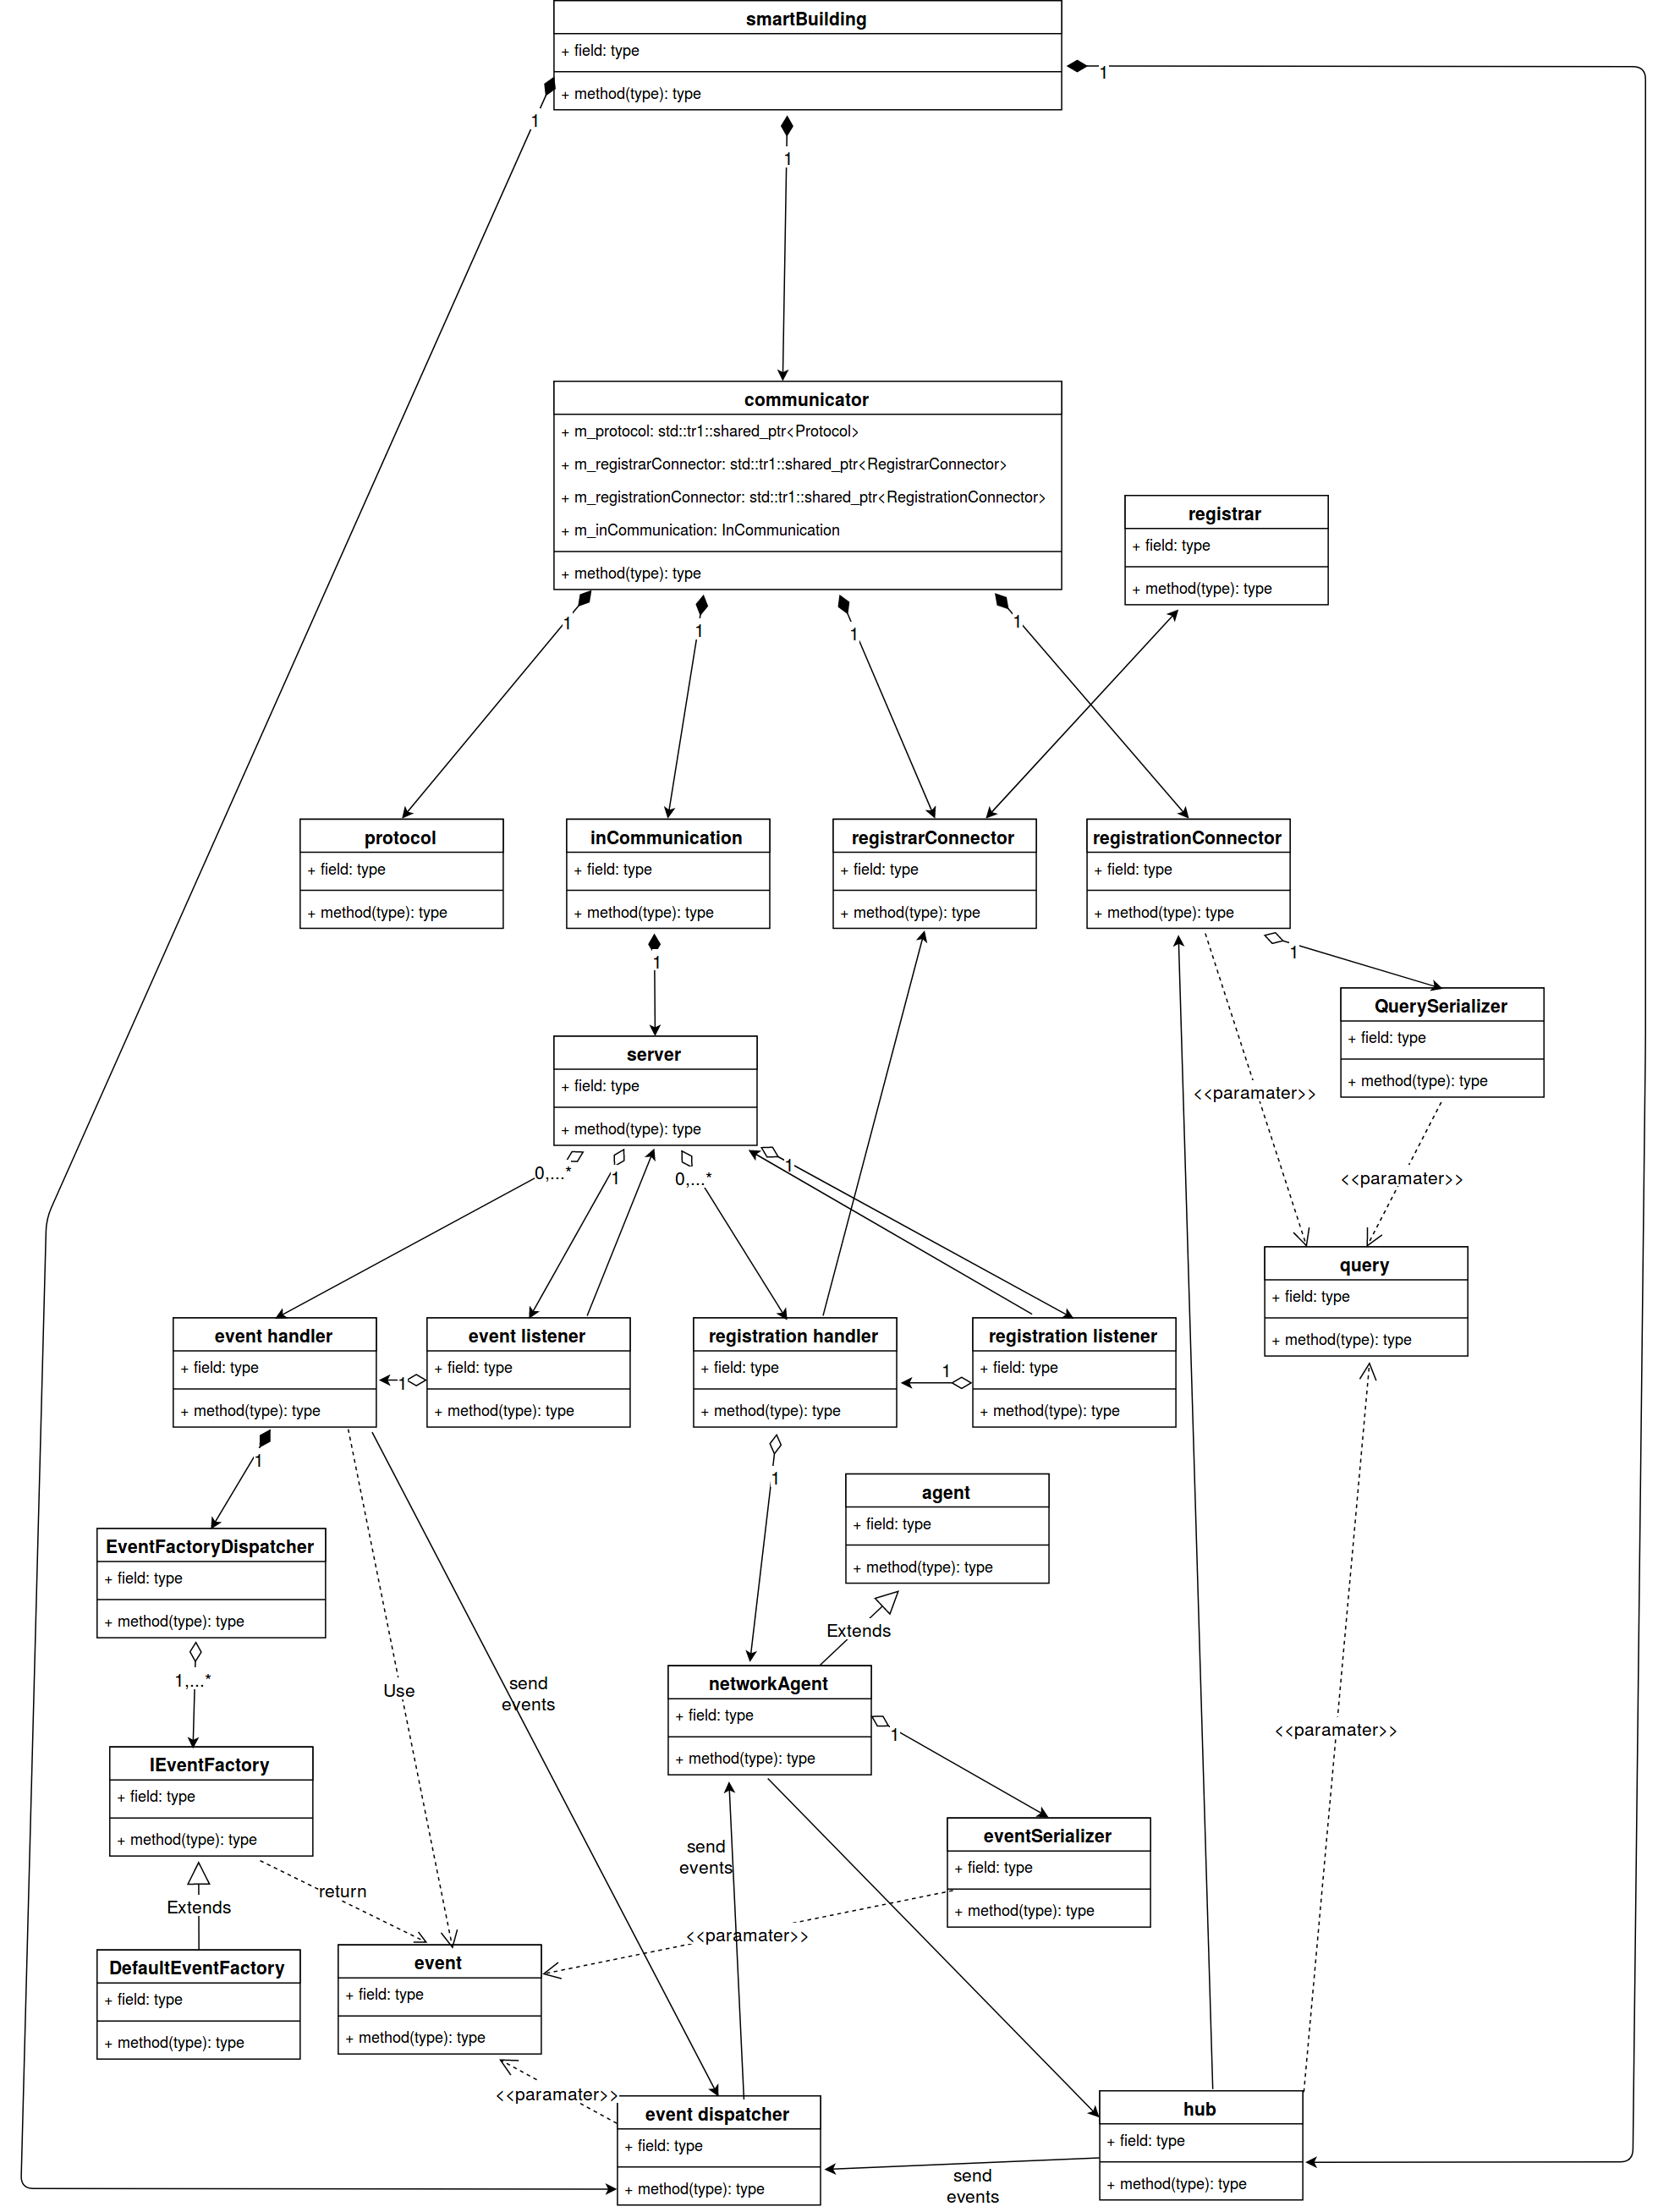 smartBuilding
+ field: type
+ method(type): type
1
1
1
communicator
+ m_protocol: std::tr1::shared_ptr<Protocol>
+ m_registrarConnector: std::tr1::shared_ptr<RegistrarConnector>
+ m_registrationConnector: std::tr1::shared_ptr<RegistrationConnector>
+ m_inCommunication: InCommunication
+ method(type): type
registrar
+ field: type
+ method(type): type
1
1
1
1
protocol
+ field: type
+ method(type): type
inCommunication
+ field: type
+ method(type): type
registrarConnector
+ field: type
+ method(type): type
registrationConnector
+ field: type
+ method(type): type
1
1
QuerySerializer
+ field: type
+ method(type): type
server
+ field: type
+ method(type): type
<<paramater>>
<<paramater>>
0,...*
1
0,...*
1
query
+ field: type
+ method(type): type
event handler
+ field: type
+ method(type): type
1
event listener
+ field: type
+ method(type): type
registration handler
+ field: type
+ method(type): type
1
registration listener
+ field: type
+ method(type): type
1
1
agent
+ field: type
+ method(type): type
EventFactoryDispatcher
+ field: type
+ method(type): type
Extends
1,...*
Use
send
events
networkAgent
+ field: type
+ method(type): type
1
<<paramater>>
IEventFactory
+ field: type
+ method(type): type
send
events
eventSerializer
+ field: type
+ method(type): type
return
Extends
<<paramater>>
DefaultEventFactory
+ field: type
+ method(type): type
event
+ field: type
+ method(type): type
<<paramater>>
event dispatcher
+ field: type
+ method(type): type
send
events
hub
+ field: type
+ method(type): type